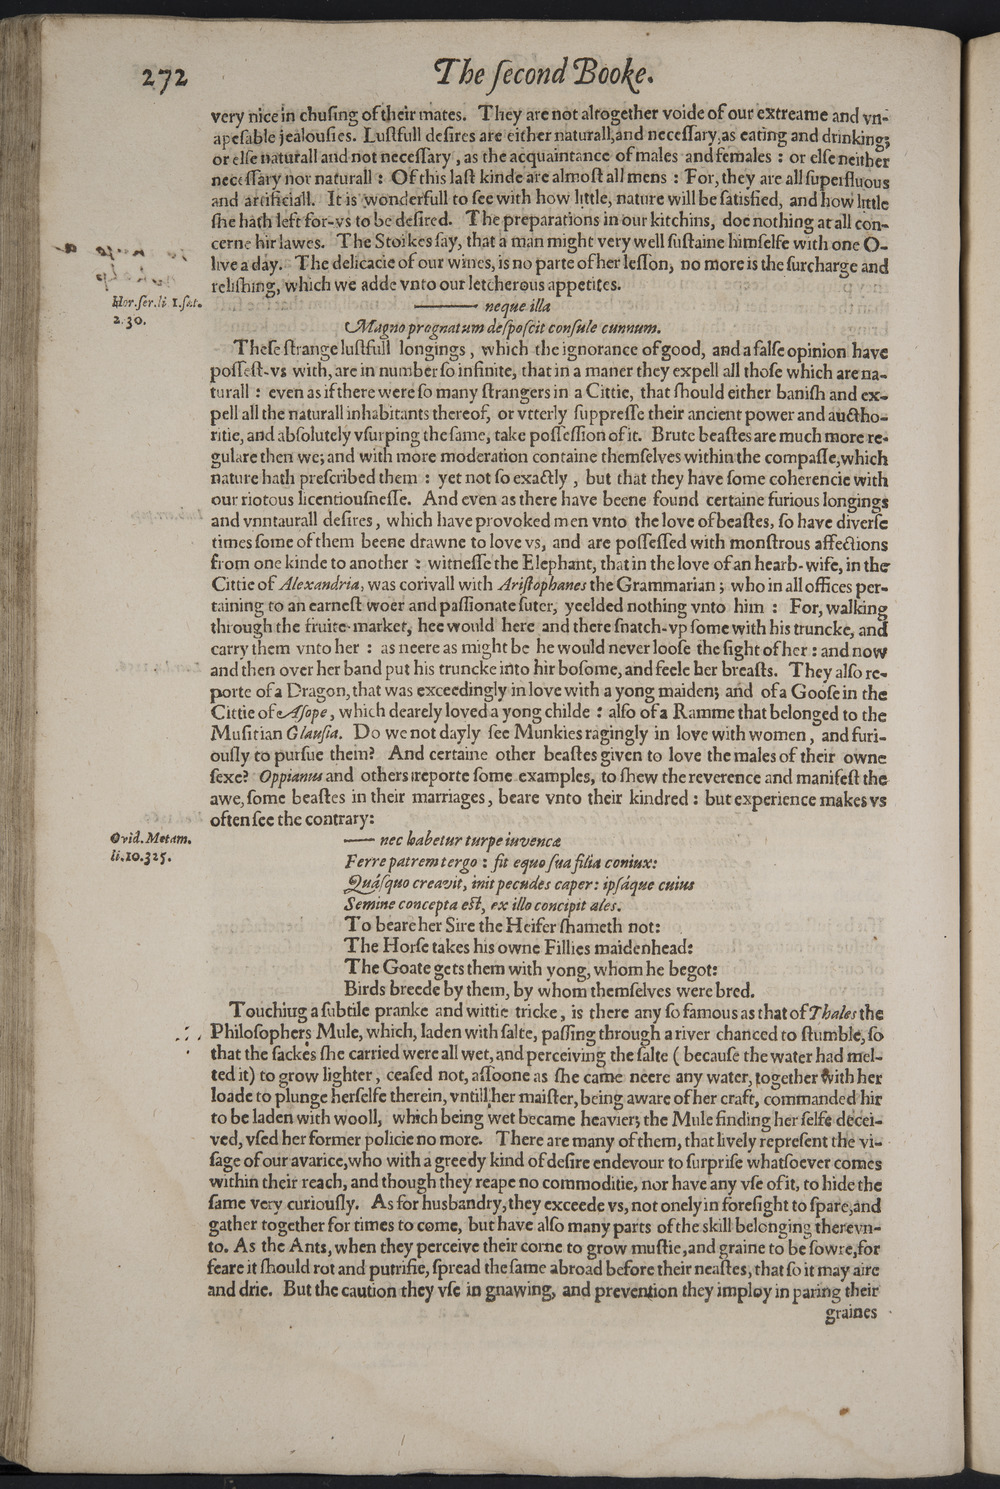 272
The ſecond Booke.
very nice in chuſing of their mates. They are not altogether voide of our extreame and vn-
apeſable jealouſies. Luſtfull deſires are either naturall, and neceſſary, as eating and drinking;
or elſe naturall and not neceſſary, as the acquaintance of males and females : or elſe neither
neceſſary nor naturall : Of this laſt kinde are almoſt all mens : For, they are all ſuperfluous
and artificiall. It is wonderfull to ſee with how little, nature will be ſatisfied, and how little
ſhe hath left for-vs to be deſired. The preparations in our kitchins, doe nothing at all con-
cerne hir lawes. The Stoikes ſay, that a man might very well ſuſtaine himſelfe with one O-
live a day. The delicacie of our wines, is no parte of her leſſon, no more is the ſurcharge and
reliſhing, which we adde vnto our letcherous appetites.
Hor. ſer. li 1. ſat.
2.30.
——— neque illa
Magno prognatum depoſcit conſule cunnum.
Theſe ſtrange luſtfull longings, which the ignorance of good, and a falſe opinion have
poſſeſt-vs with, are in number ſo infinite, that in a maner they expell all thoſe which are na-
turall : even as if there were ſo many ſtrangers in a Cittie, that ſhould either baniſh and ex-
pell all the naturall inhabitants thereof, or vtterly ſuppreſſe their ancient power and autho-
ritie, and abſolutely vſurping the ſame, take poſſeſſion of it. Brute beaſtes are much more re-
gulare then we; and with more moderation containe themſelves within the compaſſe, which
nature hath preſcribed them : yet not ſo exactly, but that they have ſome coherencie with
our riotous licentiouſneſſe. And even as there have beene found certaine furious longings
and vnntaurall deſires, which have provoked men vnto the love of beaſtes, ſo have diverſe
times ſome of them beene drawne to love vs, and are poſſeſſed with monſtrous affections
from one kinde to another : witneſſe the Elephant, that in the love of an hearb-wife, in the
Cittie of Alexandria, was corivall with Ariſtophanes the Grammarian ; who in all offices per-
taining to an earneſt woer and paſſionate ſuter, yeelded nothing vnto him : For, walking
through the fruite-market, hee would here and there ſnatch-vp ſome with his truncke, and
carry them vnto her : as neere as might be he would never looſe the ſight of her : and now
and then over her band put his truncke into hir boſome, and feele her breaſts. They alſo re-
porte of a Dragon, that was exceedingly in love with a yong maiden; and of a Gooſe in the
Cittie of Aſope, which dearely loved a yong childe : alſo of a Ramme that belonged to the
Muſitian Glauſia. Do we not dayly ſee Munkies ragingly in love with women, and furi-
ouſly to purſue them? And certaine other beaſtes given to love the males of their owne
ſexe? Oppianus and others reporte ſome examples, to ſhew the reverence and manifeſt the
awe, ſome beaſtes in their marriages, beare vnto their kindred : but experience makes vs
often ſee the contrary:
Ovid. Metam.
li.10.325.
—— nec habetur turpe iuvencæ
Ferre patrem tergo : fit equo ſua filia coniux:
Quáſquo creavit, init pecudes caper: ipſáque cuius
Semine concepta eſt, ex illo concipit ales.
To beare her Sire the Heifer ſhameth not:
The Horſe takes his owne Fillies maidenhead:
The Goate gets them with yong, whom he begot:
Birds breede by them, by whom themſelves were bred.
Touchiug a ſubtile pranke and wittie tricke, is there any ſo famous as that of Thales the
Philoſophers Mule, which, laden with ſalte, paſſing through a river chanced to ſtumble, ſo
that the ſackes ſhe carried were all wet, and perceiving the ſalte ( becauſe the water had mel-
ted it) to grow lighter, ceaſed not, aſſoone as ſhe came neere any water, together with her
loade to plunge herſelfe therein, vntill her maiſter, being aware of her craft, commanded hir
to be laden with wooll, which being wet became heavier; the Mule finding her ſelfe decei-
ved, vſed her former policie no more. There are many of them, that lively repreſent the vi-
ſage of our avarice, who with a greedy kind of deſire endevour to ſurpriſe whatſoever comes
within their reach, and though they reape no commoditie, nor have any vſe of it, to hide the
ſame very curiouſly. As for husbandry, they exceede vs, not onely in foreſight to ſpare, and
gather together for times to come, but have alſo many parts of the skill belonging therevn-
to. As the Ants, when they perceive their corne to grow muſtie, and graine to be ſowre, for
feare it ſhould rot and putrifie, ſpread the ſame abroad before their neaſtes, that ſo it may aire
and drie. But the caution they vſe in gnawing, and prevention they imploy in paring their
graines